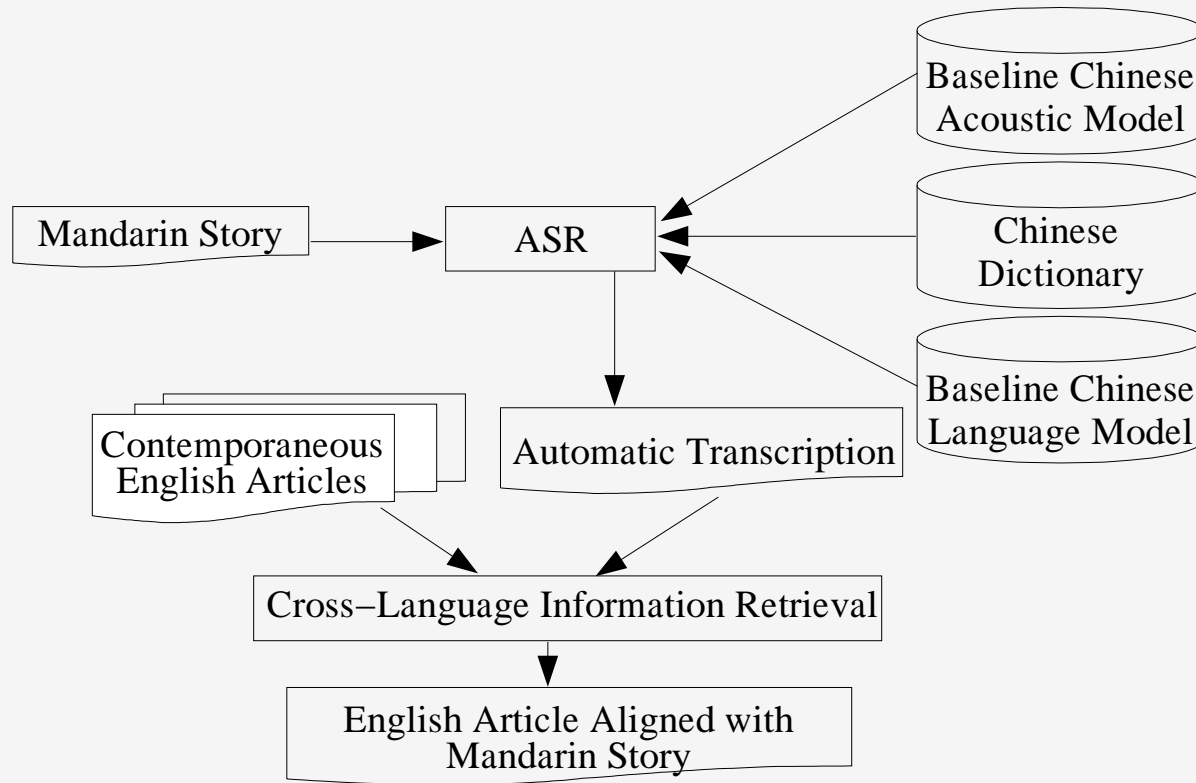 Baseline Chinese
Acoustic Model
Mandarin Story
ASR
Chinese
Dictionary
Baseline Chinese
Language Model
Contemporaneous
English Articles
Automatic Transcription
Cross−Language Information Retrieval
English Article Aligned with
Mandarin Story